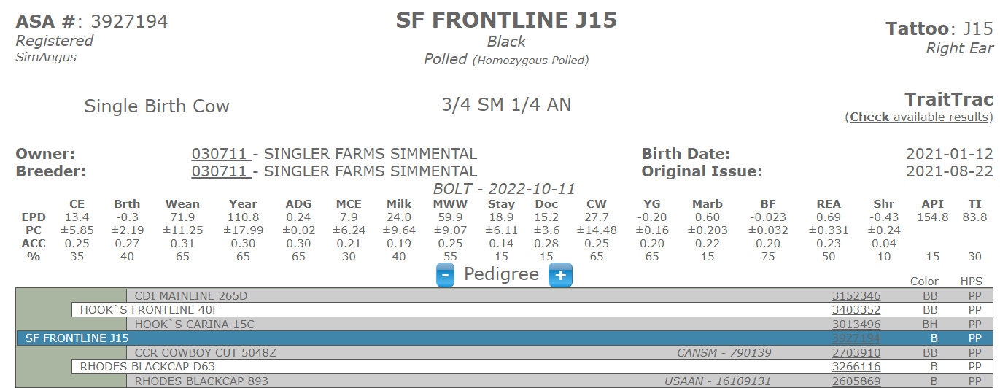 ASA #: 3927194 SF FRONTLINE J15 Tattoo: J15
Registered Black Right Ear
SimAngus Polled (Homozygous Polled)
Single Birth Cow 3/4 SM 1/4 AN TraitTrac
(Check available results)
Owner: 030711 - SINGLER FARMS SIMMENTAL Birth Date: 2021-01-12
Breeder: 030711 - SINGLER FARMS SIMMENTAL Original Issue: 2021-08-22
BOLT - 2022-10-11
CE Brth Wean Year ADG MCE Milk MWW Stay Doc CW YG Marb BF REA Shr API TI
EPD 13.4 -0.3 71.9 110.8 0.24 7.9 24.0 59.9 18.9 15.2 27.7 -0.20 0.60 -0.023 0.69 -0.43 154.8 83.8
PC ±5.85 ±2.19 ±11.25 ±17.99 ±0.02 ±6.24 ±9.64 ±9.07 ±6.11 ±3.6 ±14.48 ±0.16 ±0.203 ±0.032 ±0.331 ±0.24
ACC 0.25 0.27 0.31 0.30 0.30 0.21 0.19 0.25 0.14 0.28 0.25 0.20 0.22 0.20 0.23 0.04
% 35 40 65 65 65 30 40 55 15 15 65 65 15 75 50 10 15 30
- Pedigree +
Color HPS
CDI MAINLINE 265D 3152346 BB PP
HOOK`S FRONTLINE 40F 3403352 BB PP
HOOK`S CARINA 15C 3013496 BH PP
SF FRONTLINE J15 3927194 B PP
CCR COWBOY CUT 5048Z CANSM - 790139 2703910 BB PP
RHODES BLACKCAP D63 3266116 B PP
RHODES BLACKCAP 893 USAAN - 16109131 2605869 B PP